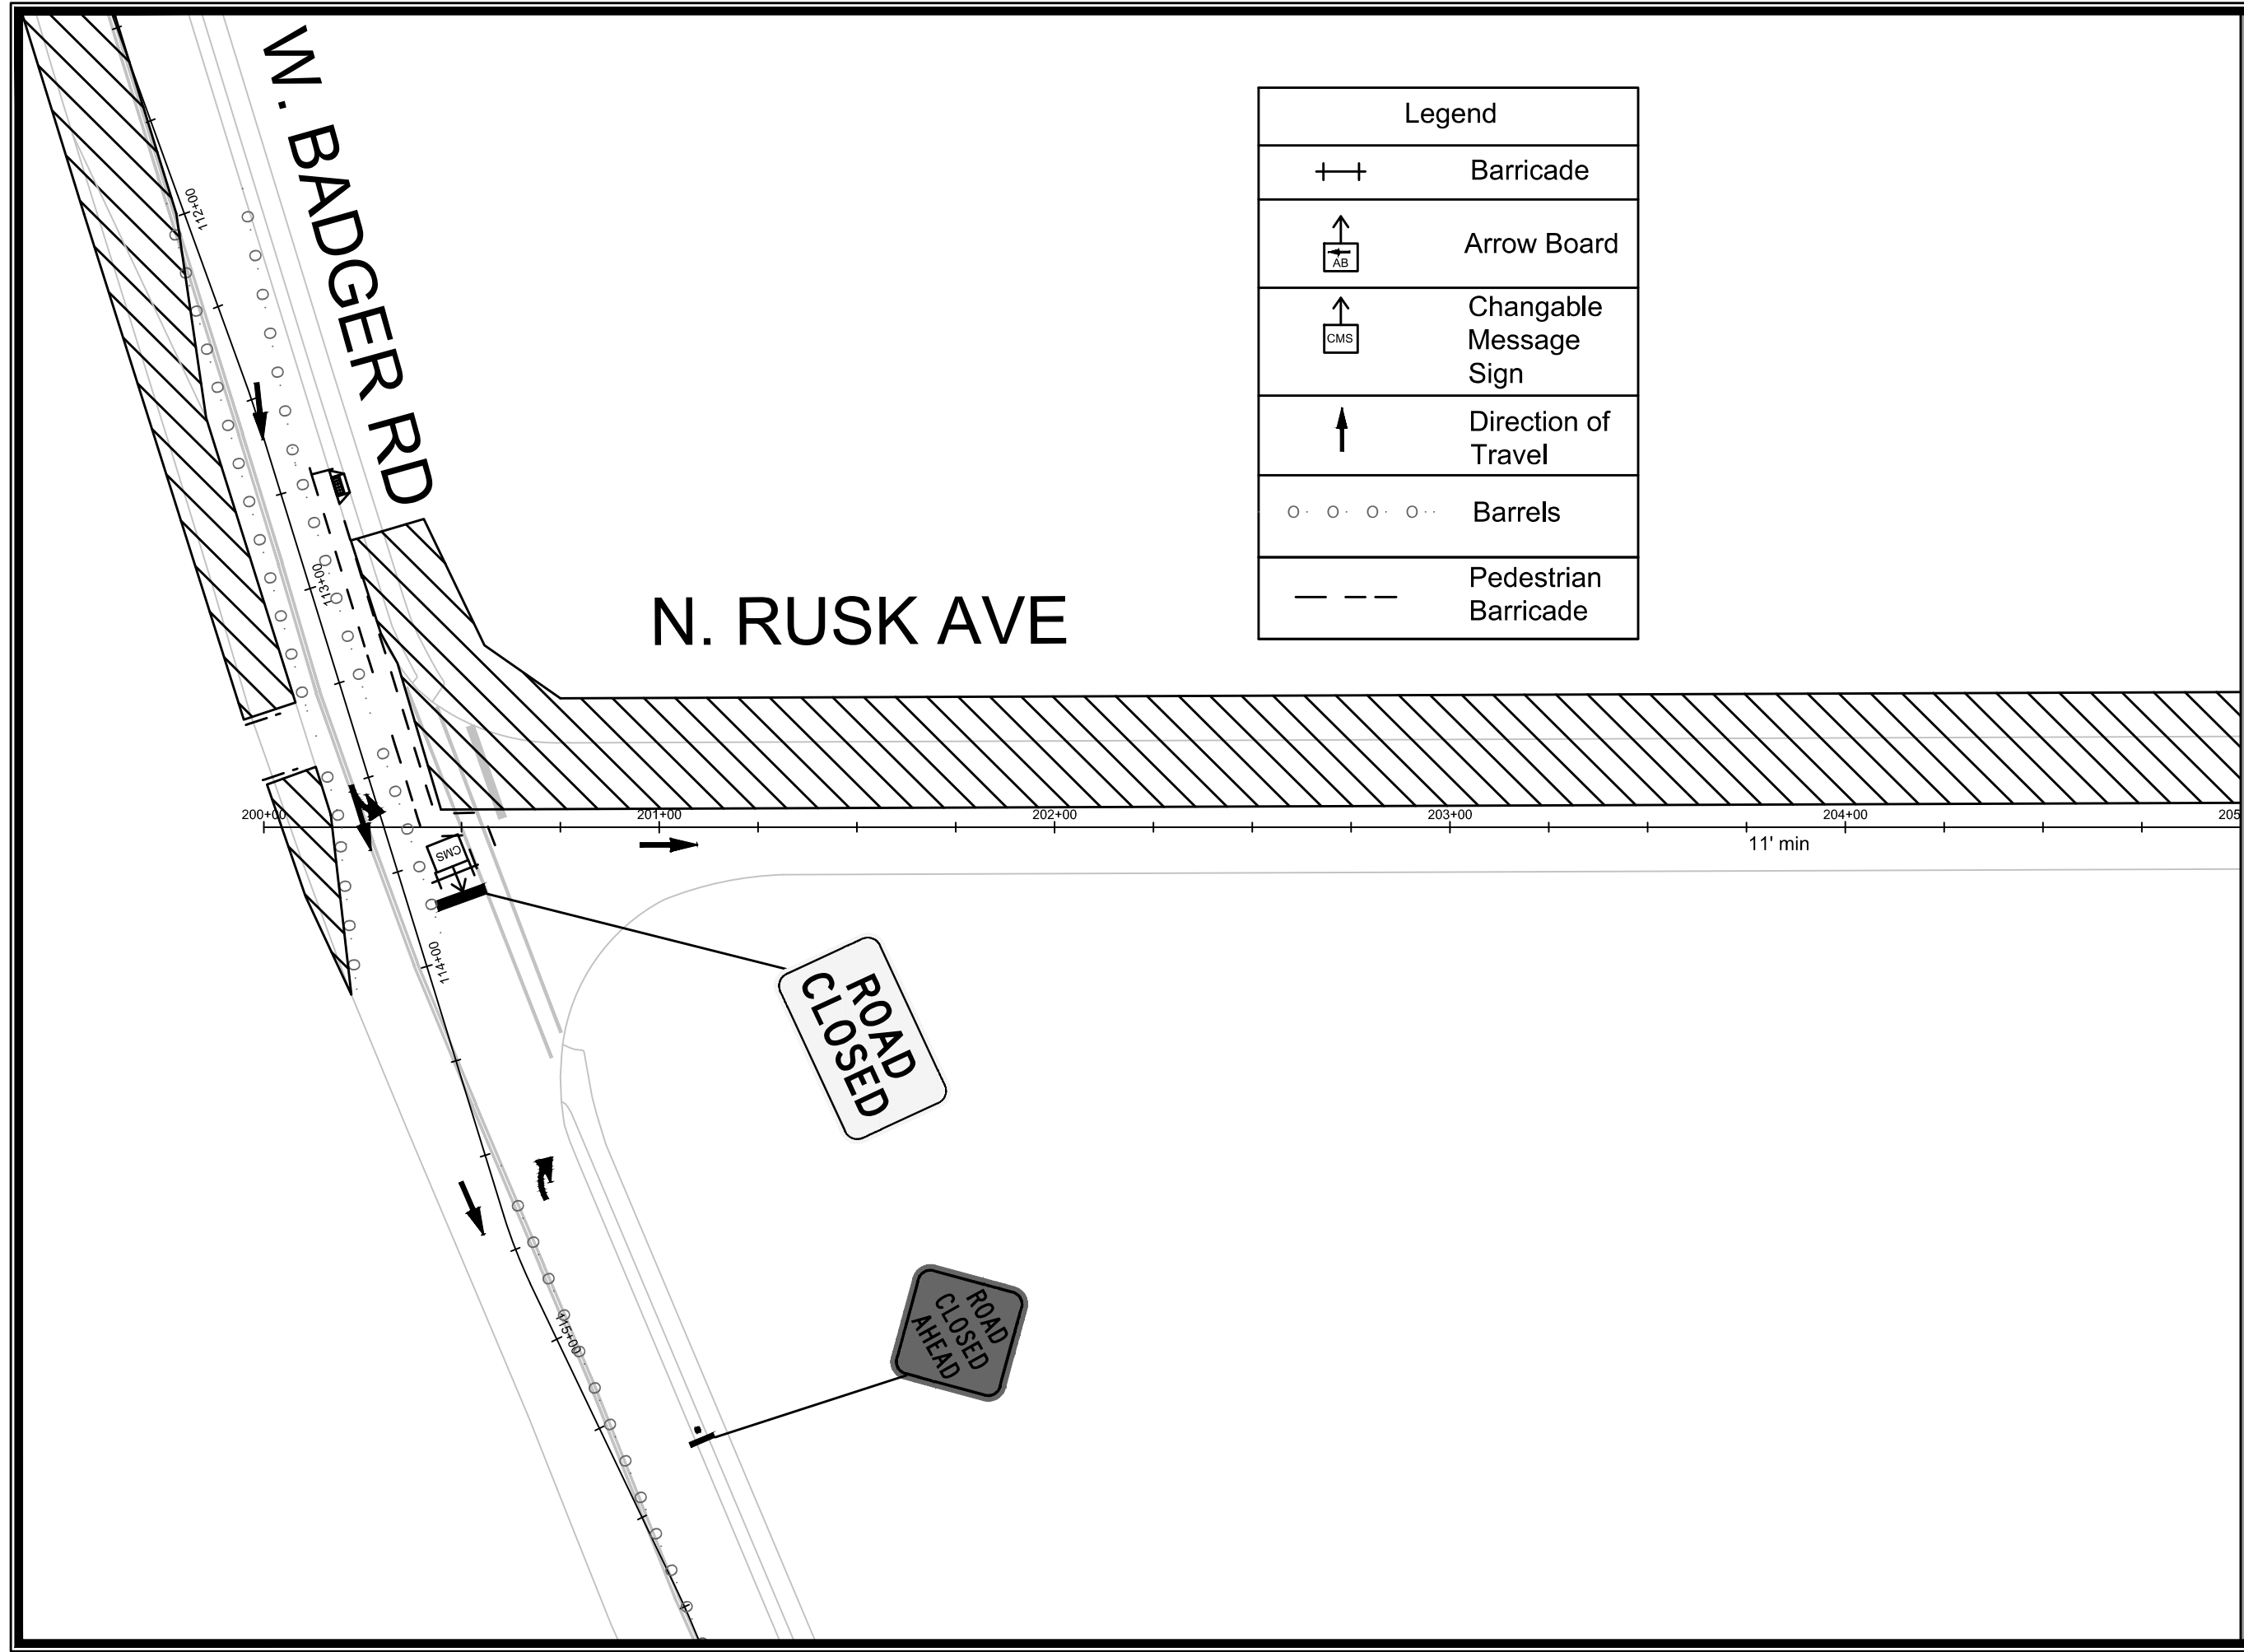 W. BADGER RD
Legend
Barricade
AB
Arrow Board
CMS
Changable
Message
Sign
Direction of
Travel
Barrels
Pedestrian
Barricade
N. RUSK AVE
112+00
113+00
200+00
201+00
202+00
203+00
204+00
205
11' min
CMS
114+00
ROAD
CLOSED
ROAD
CLOSED
AHEAD
115+00